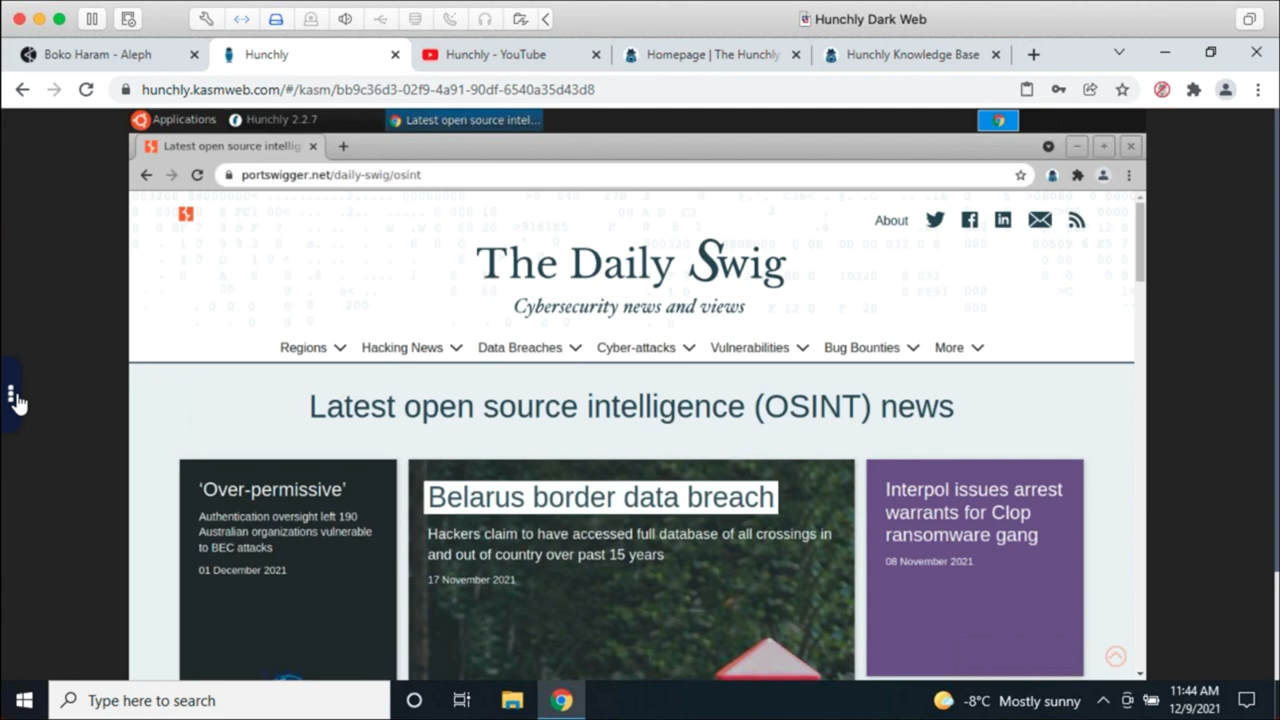 Hunchly Dark Web
Boko Haram - Aleph
Hunchly
Hunchly - YouTube
Homepage | The Hunchly
Hunchly Knowledge Base
hunchly.kasmweb.com/#/kasm/bb9c36d3-02f9-4a91-90df-6540a35d43d8
Applications
Hunchly 2.2.7
Latest open source intel...
Latest open source intellig
portswigger.net/daily-swig/osint
About
The Daily Swig
Cybersecurity news and views
Regions
Hacking News
Data Breaches
Cyber-attacks
Vulnerabilities
Bug Bounties
More
Latest open source intelligence (OSINT) news
‘Over-permissive’
Authentication oversight left 190
Australian organizations vulnerable
to BEC attacks
01 December 2021
Belarus border data breach
Hackers claim to have accessed full database of all crossings in
and out of country over past 15 years
17 November 2021
Interpol issues arrest
warrants for Clop
ransomware gang
08 November 2021
Type here to search
-8°C Mostly sunny
11:44 AM
12/9/2021